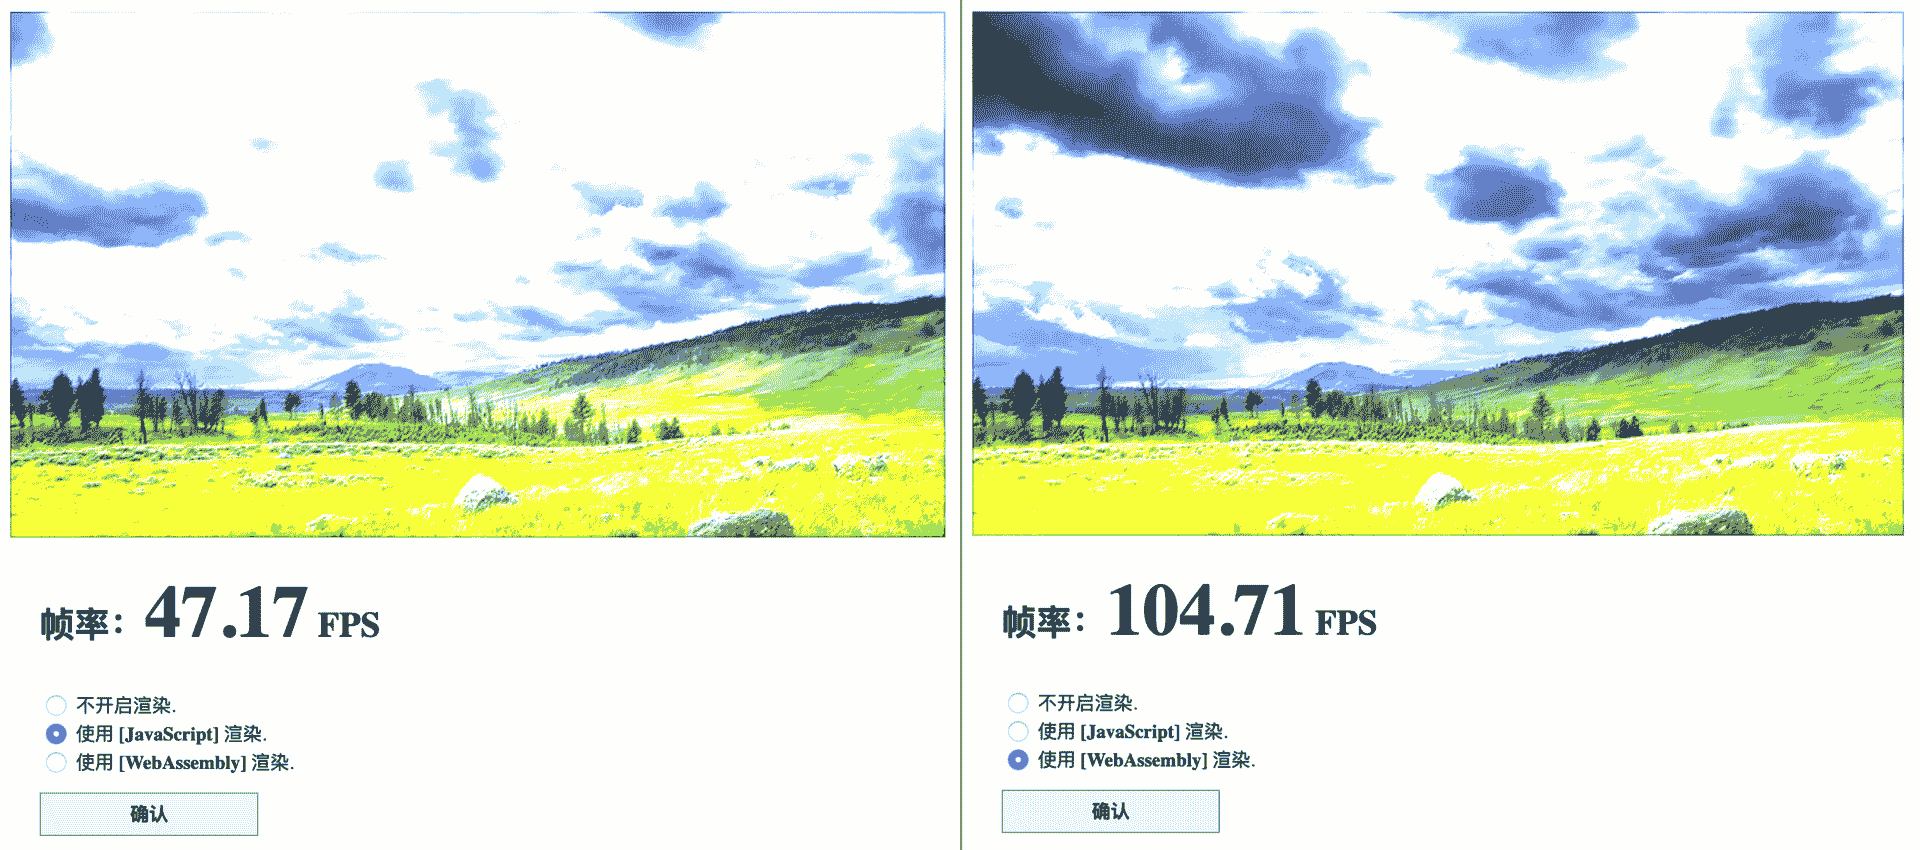 帧率：47.17 FPS
不开启渲染.
使用 [JavaScript] 渲染.
使用 [WebAssembly] 渲染.
确认
帧率：104.71 FPS
不开启渲染.
使用 [JavaScript] 渲染.
使用 [WebAssembly] 渲染.
确认